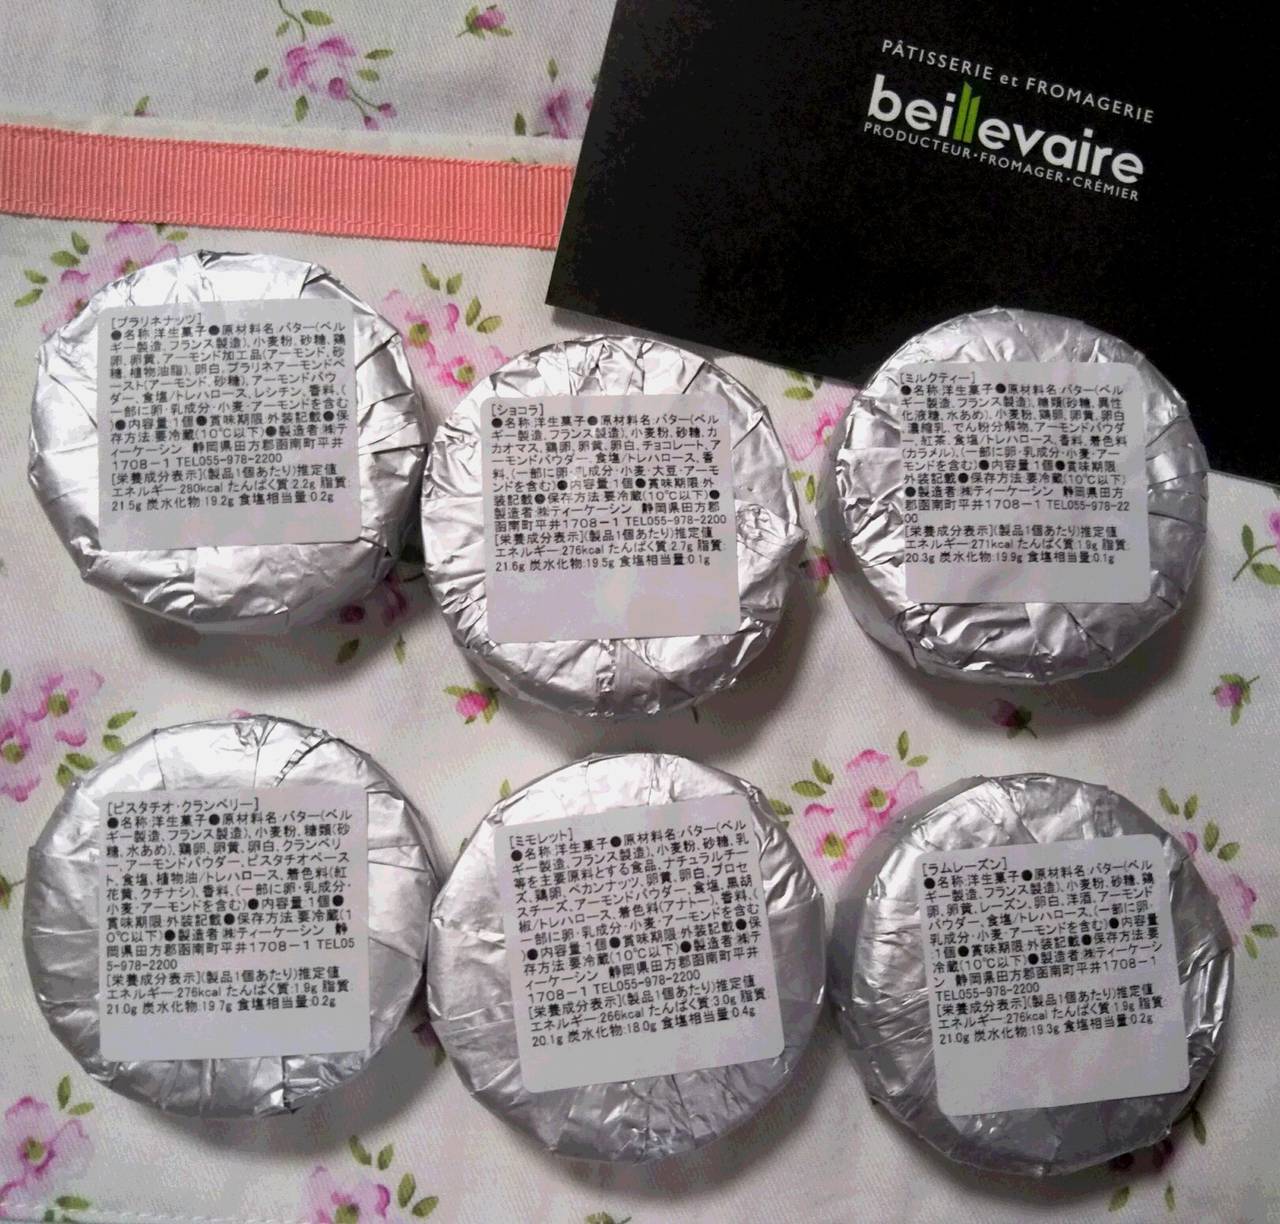 PÂTISSERIE et FROMAGERIE
beillevaire
PRODUCTEUR・FROMAGER・CRÉMIER
[プラリネナッツ]
●名称:洋生菓子●原材料名:バター(ベル
ギー製造、フランス製造)、小麦粉、砂糖、鶏
卵、卵黄、アーモンド加工品(アーモンド、砂
糖、植物油脂)、卵白、プラリネアーモンドペ
ースト(アーモンド、砂糖)、アーモンドパウ
ダー、食塩/トレハロース、レシチン、香料、(
一部に卵・乳成分・小麦・アーモンドを含む
)●内容量:1個●賞味期限:外装記載●保
存方法:要冷蔵(10℃以下)●製造者:㈱テ
ィーケーシン 静岡県田方郡函南町平井
1708-1 TEL055-978-2200
[栄養成分表示](製品1個あたり)推定値
エネルギー:280kcal たんぱく質:2.2g 脂質:
21.5g 炭水化物:19.2g 食塩相当量:0.2g
[ショコラ]
●名称:洋生菓子●原材料名:バター(ベル
ギー製造、フランス製造)、小麦粉、砂糖、カ
カオマス、鶏卵、卵黄、卵白、チョコレート、ア
ーモンドパウダー、食塩/トレハロース、香
料、(一部に卵・乳成分・小麦・大豆・アーモ
ンドを含む)●内容量:1個●賞味期限:外
装記載●保存方法:要冷蔵(10℃以下)●
製造者:㈱ティーケーシン 静岡県田方郡
函南町平井1708-1 TEL055-978-2200
[栄養成分表示](製品1個あたり)推定値
エネルギー:276kcal たんぱく質:2.7g 脂質:
21.6g 炭水化物:19.5g 食塩相当量:0.1g
[ミルクティー]
●名称:洋生菓子●原材料名:バター(ベル
ギー製造、フランス製造)、糖類(砂糖、異性
化液糖、水あめ)、小麦粉、鶏卵、卵黄、卵白
、濃縮乳、でん粉分解物、アーモンドパウダ
ー、紅茶、食塩/トレハロース、香料、着色料
(カラメル)、(一部に卵・乳成分・小麦・アー
モンドを含む)●内容量:1個●賞味期限:
外装記載●保存方法:要冷蔵(10℃以下)
●製造者:㈱ティーケーシン 静岡県田方
郡函南町平井1708-1 TEL055-978-22
00
[栄養成分表示](製品1個あたり)推定値
エネルギー:271kcal たんぱく質:1.9g 脂質:
20.3g 炭水化物:19.9g 食塩相当量:0.1g
[ピスタチオ・クランベリー]
●名称:洋生菓子●原材料名:バター(ベル
ギー製造、フランス製造)、小麦粉、糖類(砂
糖、水あめ)、鶏卵、卵黄、卵白、クランベリ
ー、アーモンドパウダー、ピスタチオペース
ト、食塩、植物油/トレハロース、着色料(紅
花黄、クチナシ)、香料、(一部に卵・乳成分・
小麦・アーモンドを含む)●内容量:1個●
賞味期限:外装記載●保存方法:要冷蔵(1
0℃以下)●製造者:㈱ティーケーシン 静
岡県田方郡函南町平井1708-1 TEL05
5-978-2200
[栄養成分表示](製品1個あたり)推定値
エネルギー:276kcal たんぱく質:1.9g 脂質:
21.0g 炭水化物:19.7g 食塩相当量:0.2g
[ミモレット]
●名称:洋生菓子●原材料名:バター(ベル
ギー製造、フランス製造)、小麦粉、砂糖、乳
等を主要原料とする食品、ナチュラルチー
ズ、鶏卵、ペカンナッツ、卵黄、卵白、プロセ
スチーズ、アーモンドパウダー、食塩、黒胡
椒/トレハロース、着色料(アナトー)、香料、(
一部に卵・乳成分・小麦・アーモンドを含む
)●内容量:1個●賞味期限:外装記載●保
存方法:要冷蔵(10℃以下)●製造者:㈱テ
ィーケーシン 静岡県田方郡函南町平井
1708-1 TEL055-978-2200
[栄養成分表示](製品1個あたり)推定値
エネルギー:266kcal たんぱく質:3.0g 脂質:
20.1g 炭水化物:18.0g 食塩相当量:0.4g
[ラムレーズン]
●名称:洋生菓子●原材料名:バター(ベル
ギー製造、フランス製造)、小麦粉、砂糖、鶏
卵、卵黄、レーズン、卵白、洋酒、アーモンド
パウダー、食塩/トレハロース、(一部に卵・
乳成分・小麦・アーモンドを含む)●内容量
:1個●賞味期限:外装記載●保存方法:要
冷蔵(10℃以下)●製造者:㈱ティーケーシ
ン 静岡県田方郡函南町平井1708-1
TEL055-978-2200
[栄養成分表示](製品1個あたり)推定値
エネルギー:276kcal たんぱく質:1.9g 脂質:
21.0g 炭水化物:19.3g 食塩相当量:0.2g